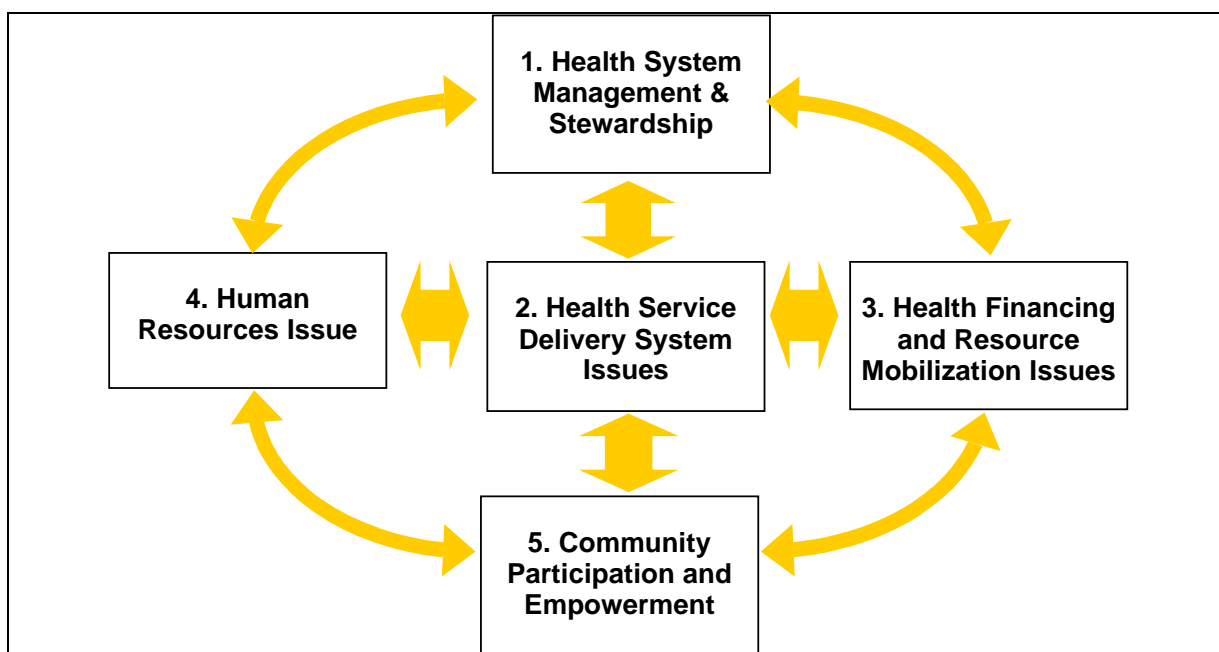 1. Health System
Management &
Stewardship
4. Human
Resources Issue
2. Health Service
Delivery System
Issues
3. Health Financing
and Resource
Mobilization Issues
5. Community
Participation and
Empowerment